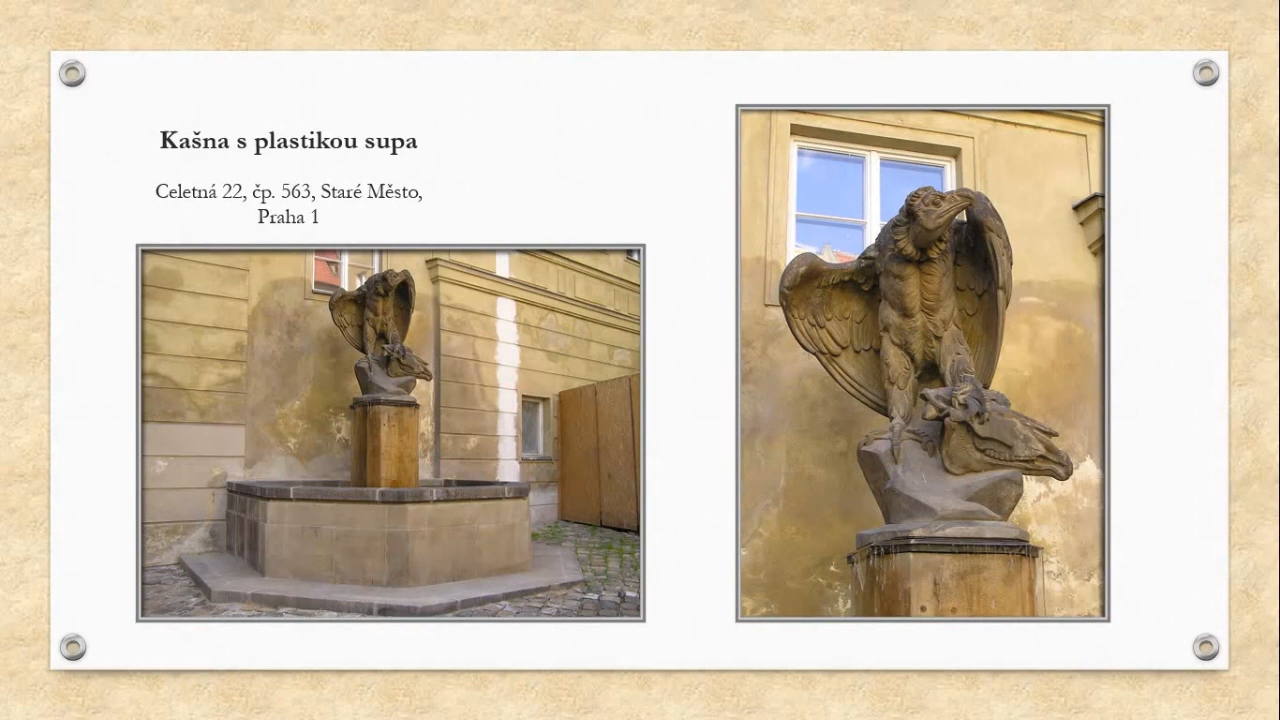 Kašna s plastikou supa
Celetná 22, čp. 563, Staré Město,
Praha 1